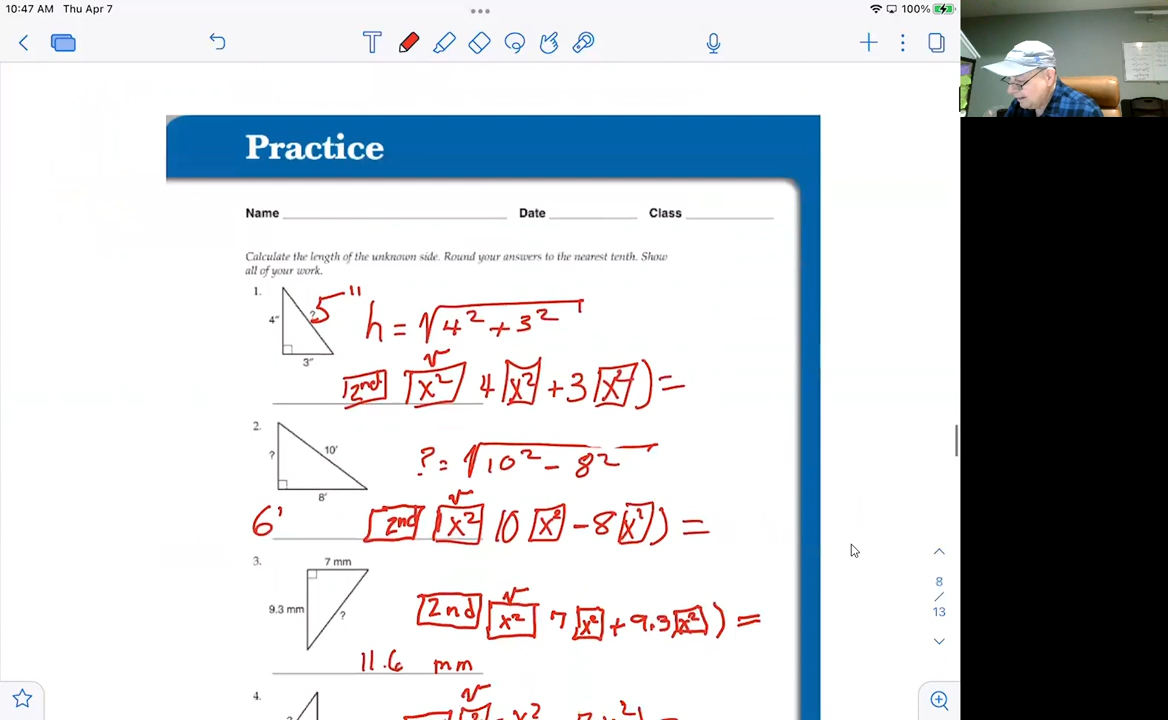 10:47 AM Thu Apr 7
100%
T
Practice
Name
Date
Class
Calculate the length of the unknown side. Round your answers to the nearest tenth. Show
all of your work.
1.
4"
?
5"
3"
h = √4² + 3²
2nd √ x² 4 x² + 3 x² ) =
2.
?
10'
8'
6'
? = √10² - 8²
2nd √ x² 10 x² - 8 x² ) =
3.
7 mm
9.3 mm
?
2nd √ x² 7 x² + 9.3 x² ) =
11.6 mm
4.
8
/
13